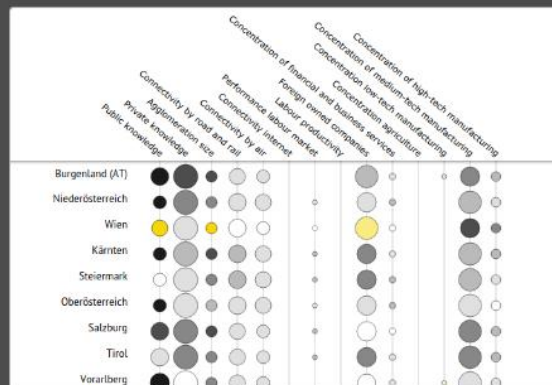 Public knowledge
Private knowledge
Agglomeration size
Connectivity by road and rail
Connectivity by air
Connectivity internet
Performance labour market
Labour productivity
Foreign owned companies
Concentration of financial and business services
Concentration agriculture
Concentration low-tech manufacturing
Concentration of medium-tech manufacturing
Concentration of high-tech manufacturing
Burgenland (AT)
Niederösterreich
Wien
Kärnten
Steiermark
Oberösterreich
Salzburg
Tirol
Vorarlberg